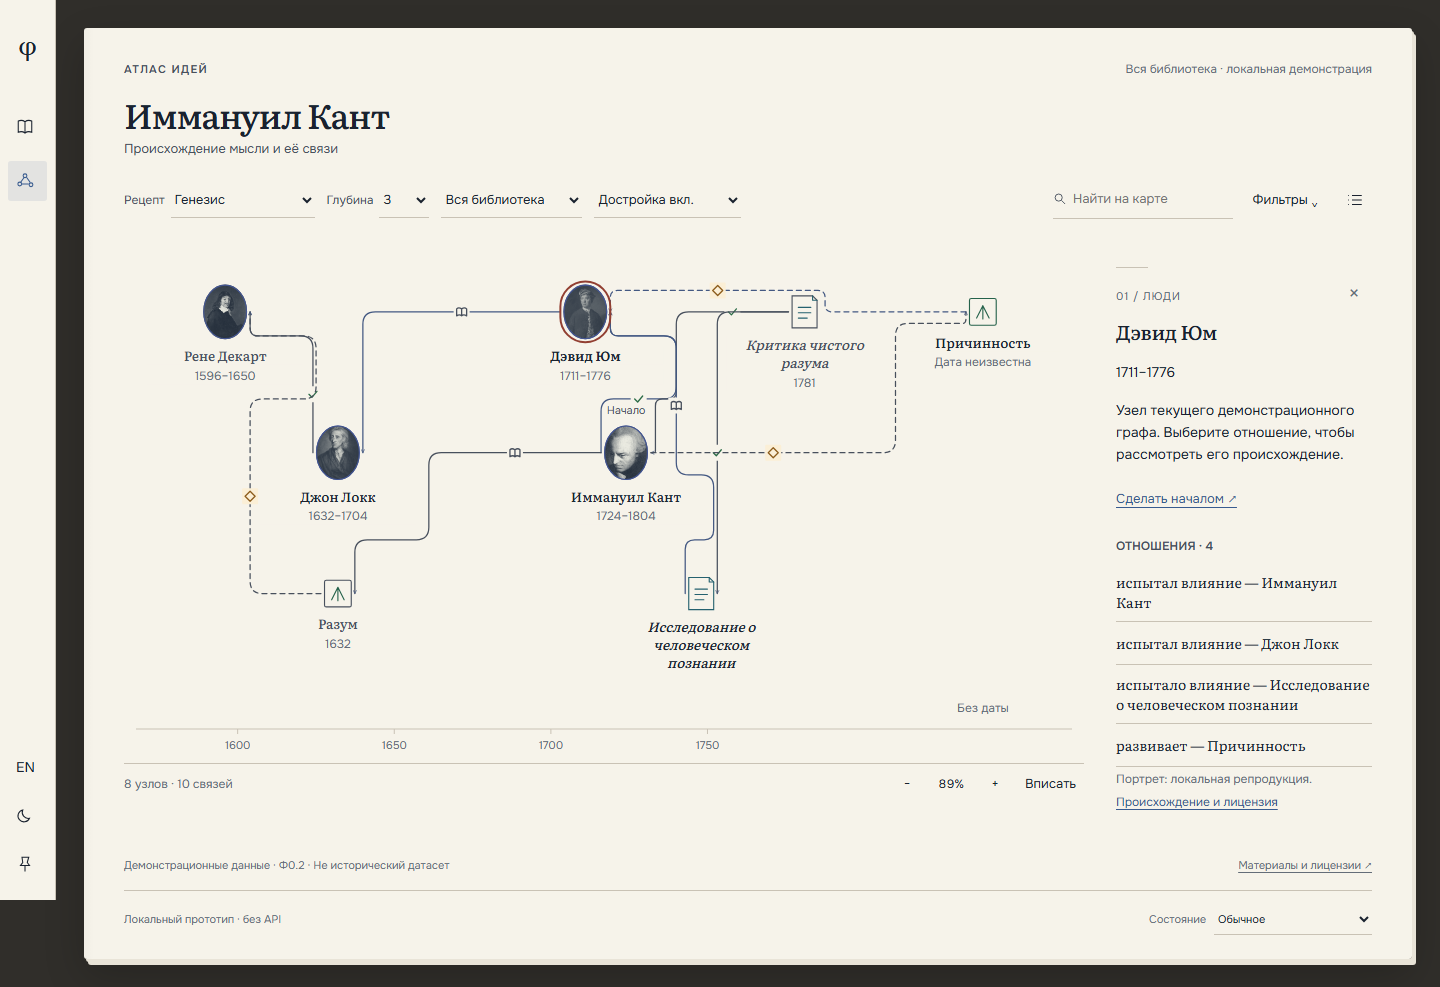 φ
АТЛАС ИДЕЙ
Вся библиотека · локальная демонстрация
Иммануил Кант
Происхождение мысли и её связи
Рецепт Генезис Глубина 3 Вся библиотека Достройка вкл.
Найти на карте Фильтры
Рене Декарт
1596–1650
Дэвид Юм
1711–1776
Критика чистого
разума
1781
Причинность
Дата неизвестна
Начало
Джон Локк
1632–1704
Иммануил Кант
1724–1804
Разум
1632
Исследование о
человеческом
познании
Без даты
1600 1650 1700 1750
8 узлов · 10 связей
− 89% + Вписать
01 / ЛЮДИ ×
Дэвид Юм
1711–1776
Узел текущего демонстрационного
графа. Выберите отношение, чтобы
рассмотреть его происхождение.
Сделать началом ↗
ОТНОШЕНИЯ · 4
испытал влияние — Иммануил
Кант
испытал влияние — Джон Локк
испытало влияние — Исследование
о человеческом познании
развивает — Причинность
Портрет: локальная репродукция.
Происхождение и лицензия
EN
Демонстрационные данные · Ф0.2 · Не исторический датасет
Материалы и лицензии ↗
Локальный прототип · без API
Состояние Обычное